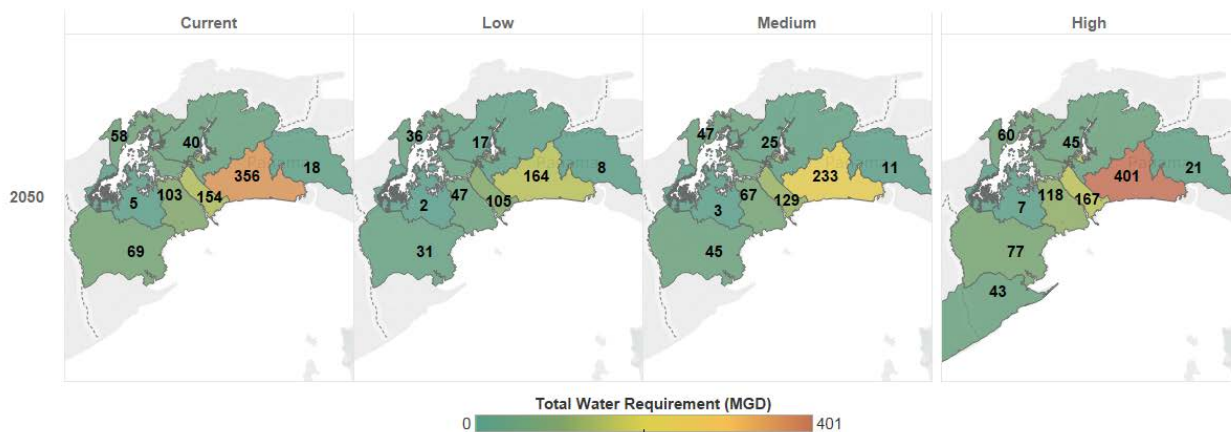 Current Low Medium High
2050
58 40 18 356 103 154 5 69
36 17 8 164 47 105 2 31
47 25 11 233 67 129 3 45
60 45 21 401 118 167 7 77 43
Total Water Requirement (MGD)
0 401